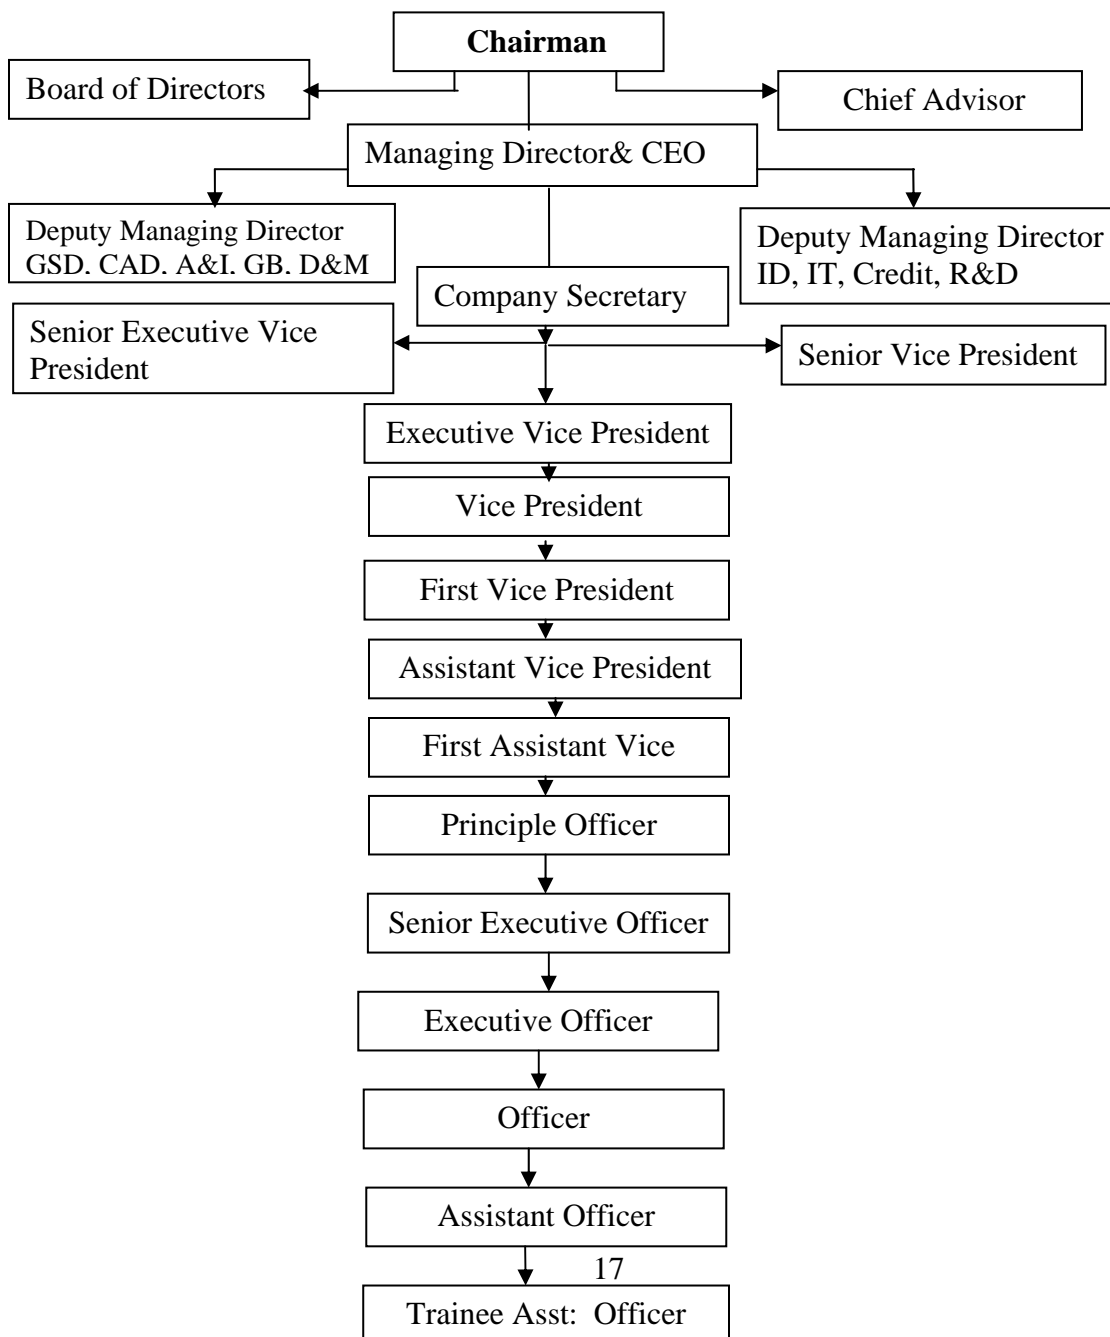 Chairman
Board of Directors
Chief Advisor
Managing Director& CEO
Deputy Managing Director
GSD, CAD, A&I, GB, D&M
Deputy Managing Director
ID, IT, Credit, R&D
Company Secretary
Senior Executive Vice
President
Senior Vice President
Executive Vice President
Vice President
First Vice President
Assistant Vice President
First Assistant Vice
Principle Officer
Senior Executive Officer
Executive Officer
Officer
Assistant Officer
17
Trainee Asst: Officer